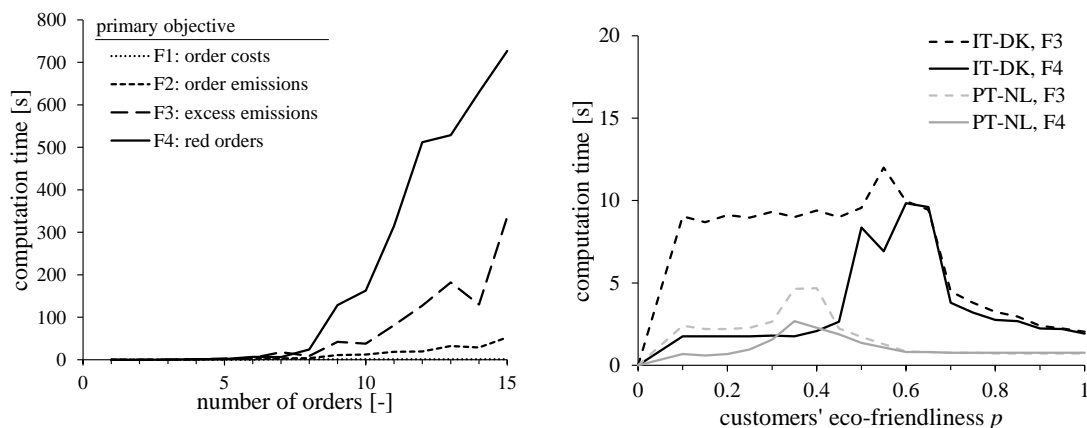 primary objective
F1: order costs
F2: order emissions
F3: excess emissions
F4: red orders
computation time [s]
800
700
600
500
400
300
200
100
0
0
5
10
15
number of orders [-]
IT-DK, F3
IT-DK, F4
PT-NL, F3
PT-NL, F4
computation time [s]
20
15
10
5
0
0
0.2
0.4
0.6
0.8
1
customers' eco-friendliness p